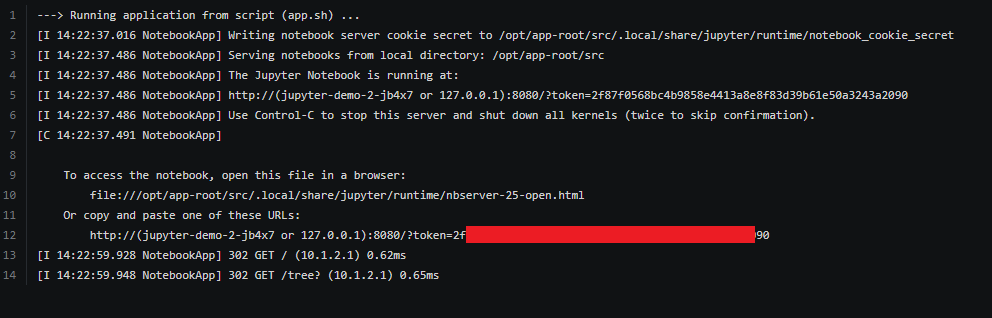 1 ---> Running application from script (app.sh) ...
2 [I 14:22:37.016 NotebookApp] Writing notebook server cookie secret to /opt/app-root/src/.local/share/jupyter/runtime/notebook_cookie_secret
3 [I 14:22:37.486 NotebookApp] Serving notebooks from local directory: /opt/app-root/src
4 [I 14:22:37.486 NotebookApp] The Jupyter Notebook is running at:
5 [I 14:22:37.486 NotebookApp] http://(jupyter-demo-2-jb4x7 or 127.0.0.1):8080/?token=2f87f0568bc4b9858e4413a8e8f83d39b61e50a3243a2090
6 [I 14:22:37.486 NotebookApp] Use Control-C to stop this server and shut down all kernels (twice to skip confirmation).
7 [C 14:22:37.491 NotebookApp]
8
9 To access the notebook, open this file in a browser:
10 file:///opt/app-root/src/.local/share/jupyter/runtime/nbserver-25-open.html
11 Or copy and paste one of these URLs:
12 http://(jupyter-demo-2-jb4x7 or 127.0.0.1):8080/?token=2f 90
13 [I 14:22:59.928 NotebookApp] 302 GET / (10.1.2.1) 0.62ms
14 [I 14:22:59.948 NotebookApp] 302 GET /tree? (10.1.2.1) 0.65ms